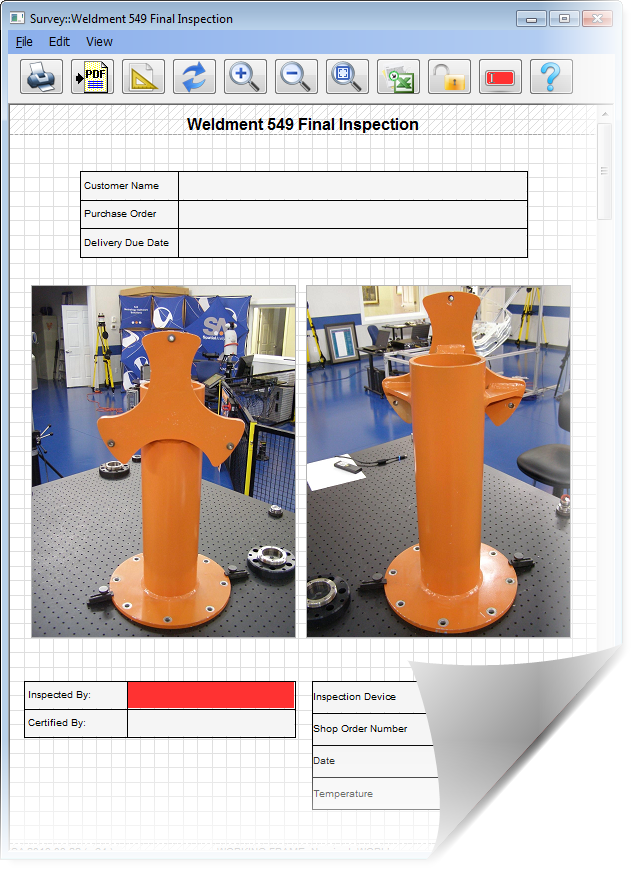 Survey::Weldment 549 Final Inspection
File Edit View
PDF
Weldment 549 Final Inspection
Customer Name
Purchase Order
Delivery Due Date
SA
Inspected By:
Certified By:
Inspection Device
Shop Order Number
Date
Temperature